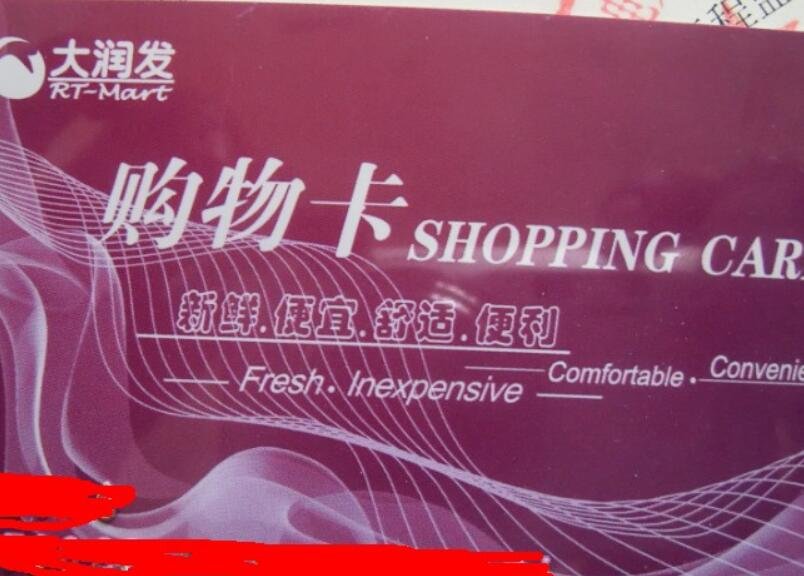 大润发
RT-Mart
购物卡 SHOPPING CAR
新鲜.便宜.舒适.便利
Fresh. Inexpensive Comfortable. Convenie
程